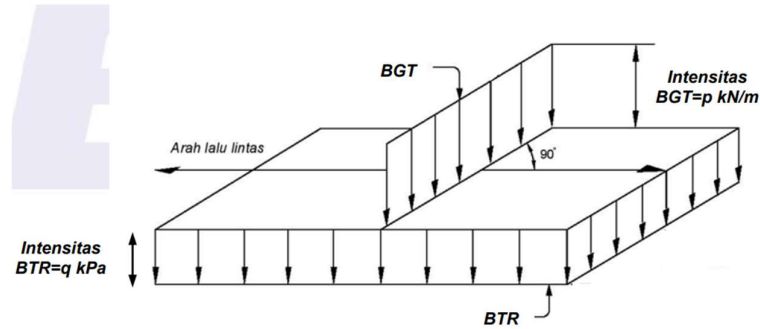 BGT
Intensitas
BGT=p kN/m
Arah lalu lintas
90°
Intensitas
BTR=q kPa
BTR